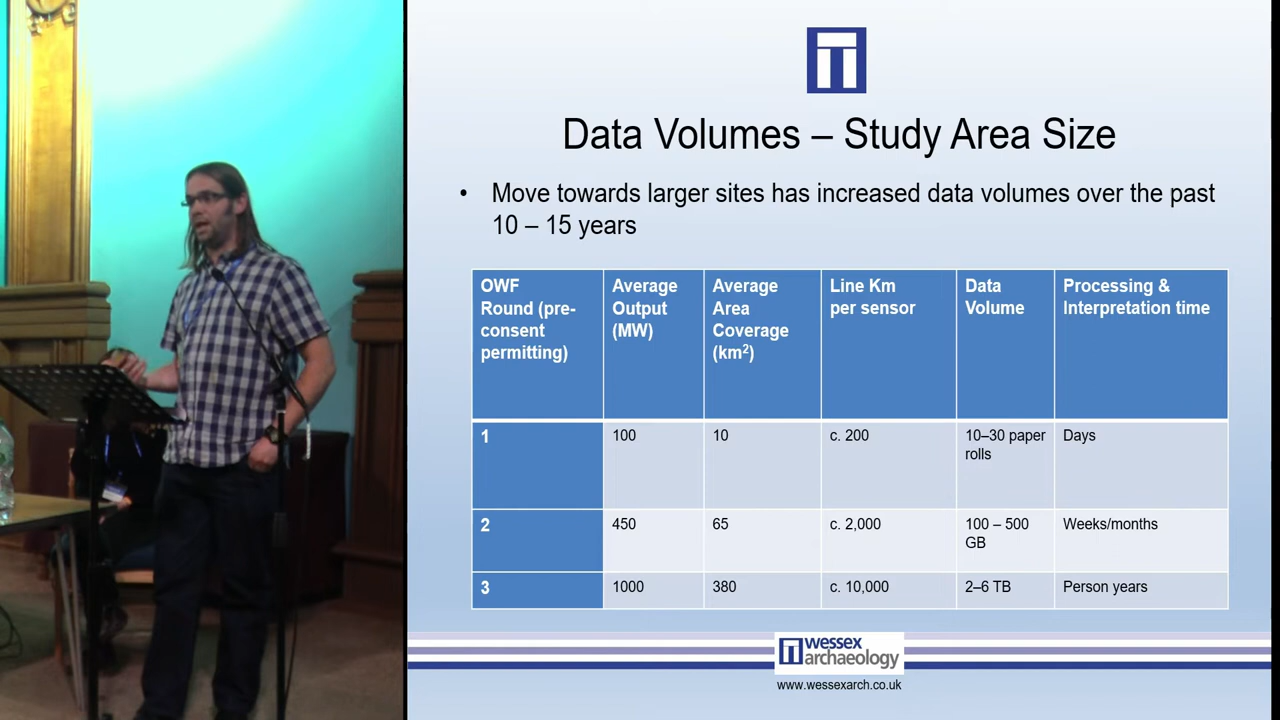 Data Volumes – Study Area Size
• Move towards larger sites has increased data volumes over the past
10 – 15 years
OWF
Round (pre-
consent
permitting)
Average
Output
(MW)
Average
Area
Coverage
(km²)
Line Km
per sensor
Data
Volume
Processing &
Interpretation time
1
100
10
c. 200
10–30 paper
rolls
Days
2
450
65
c. 2,000
100 – 500
GB
Weeks/months
3
1000
380
c. 10,000
2–6 TB
Person years
wessex
archaeology
www.wessexarch.co.uk